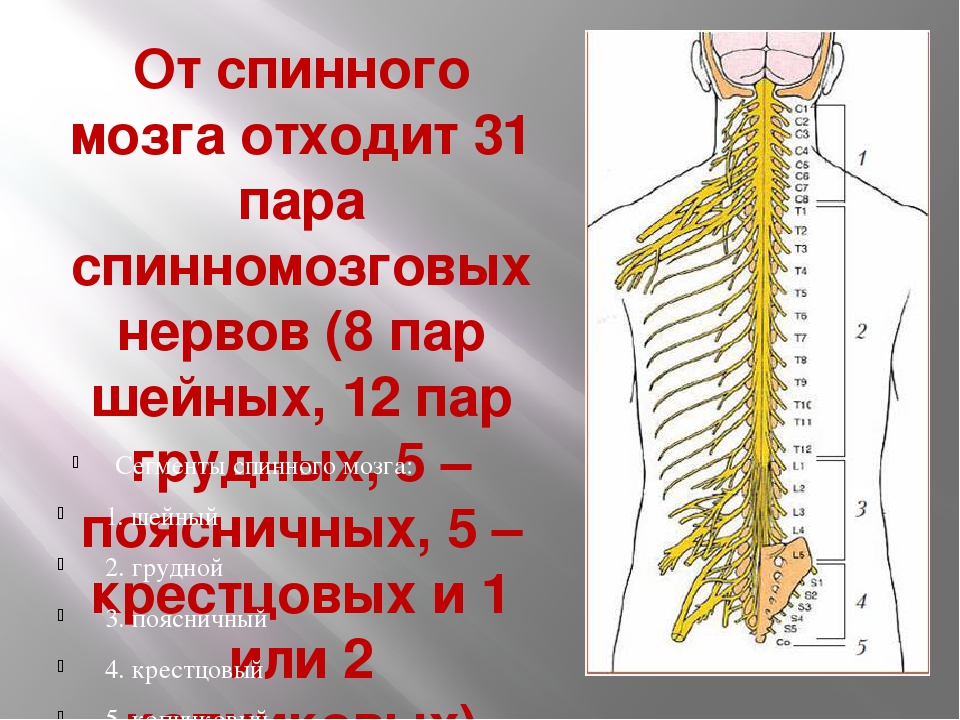 От спинного
мозга отходит 31
пара
спинномозговых
нервов (8 пар
шейных, 12 пар
грудных, 5 –
поясничных, 5 –
крестцовых и 1
или 2
копчиковых)
Сегменты спинного мозга:
1. шейный
2. грудной
3. поясничный
4. крестцовый
5. копчиковый
C1
C2
C3
C4
C5
C6
C7
C8
T1
T2
T3
T4
T5
T6
T7
T8
T9
T10
T11
T12
L1
L2
L3
L4
L5
S1
S2
S3
S4
S5
Co
1
2
3
4
5